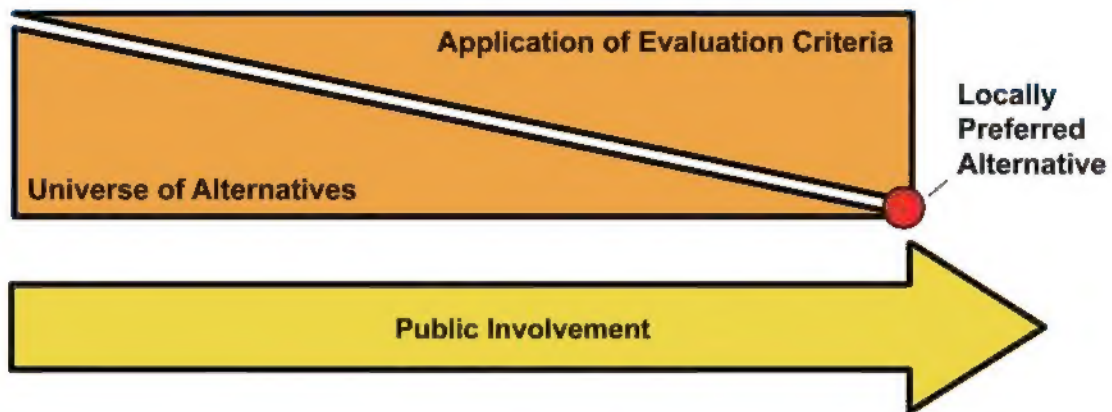 Application of Evaluation Criteria
Locally
Preferred
Alternative
Universe of Alternatives
Public Involvement